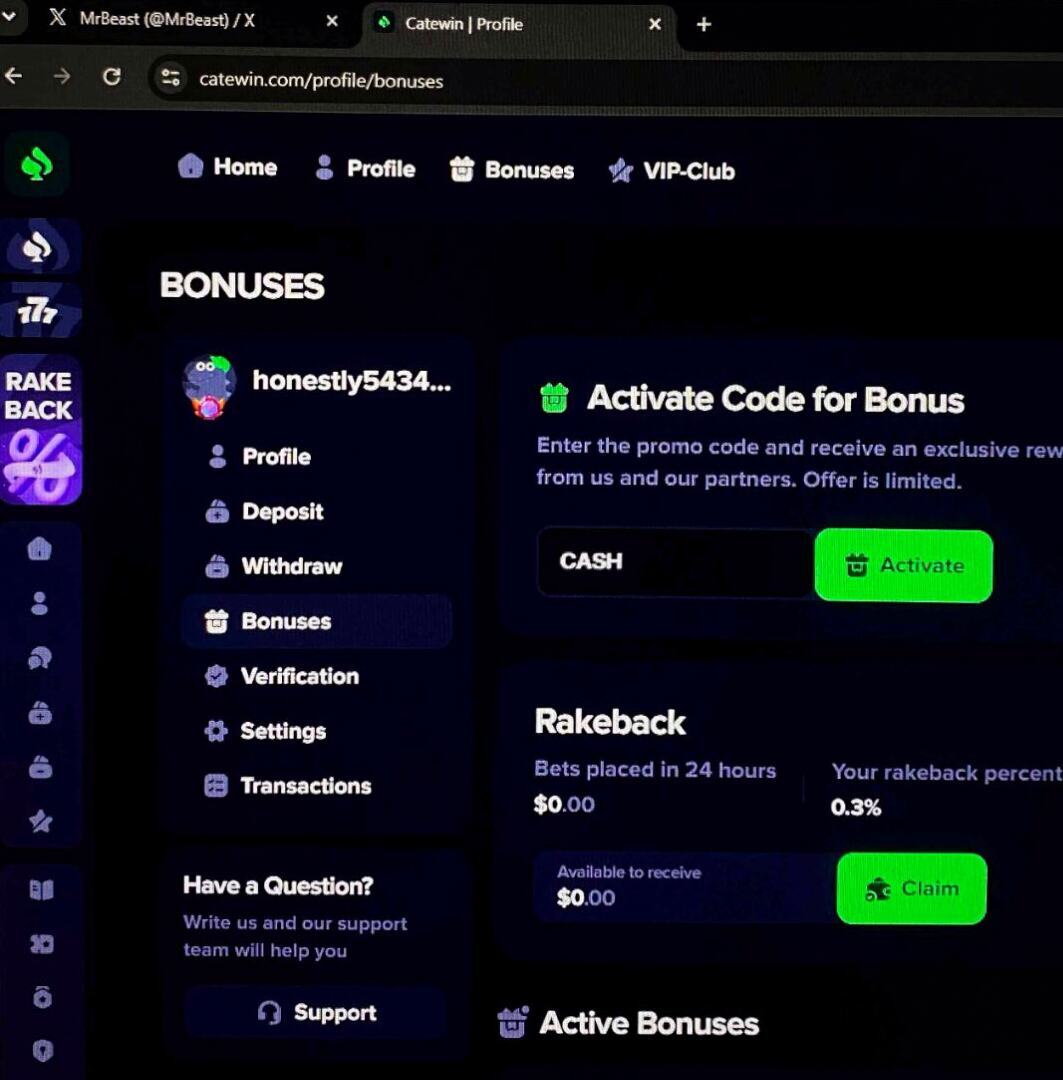 MrBeast (@MrBeast) / X
Catewin | Profile
catewin.com/profile/bonuses
Home
Profile
Bonuses
VIP-Club
777
RAKE
BACK
%
BONUSES
honestly5434...
Profile
Deposit
Withdraw
Bonuses
Verification
Settings
Transactions
Have a Question?
Write us and our support
team will help you
Support
Activate Code for Bonus
Enter the promo code and receive an exclusive rew
from us and our partners. Offer is limited.
CASH
Activate
Rakeback
Bets placed in 24 hours
$0.00
Your rakeback percent
0.3%
Available to receive
$0.00
Claim
Active Bonuses